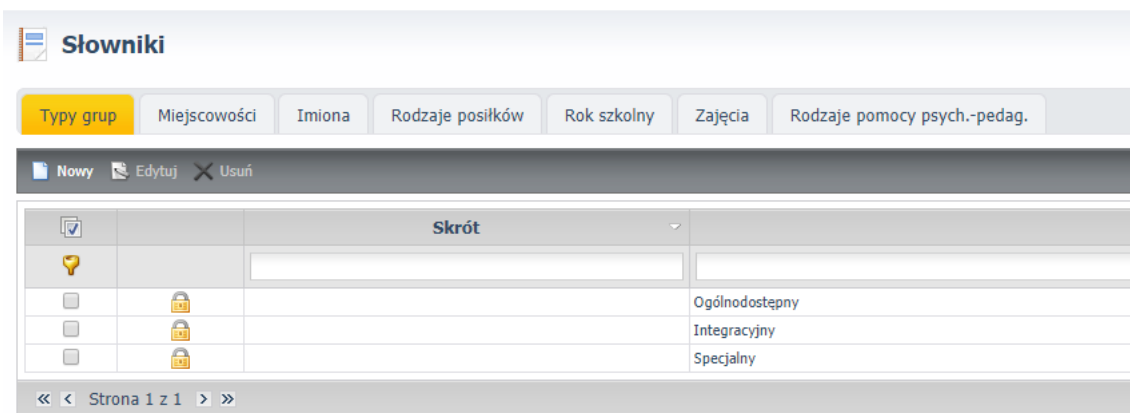 Słowniki
Typy grup Miejscowości Imiona Rodzaje posiłków Rok szkolny Zajęcia Rodzaje pomocy psych.-pedag.
Nowy Edytuj Usuń
Skrót
Ogólnodostępny
Integracyjny
Specjalny
« < Strona 1 z 1 > »